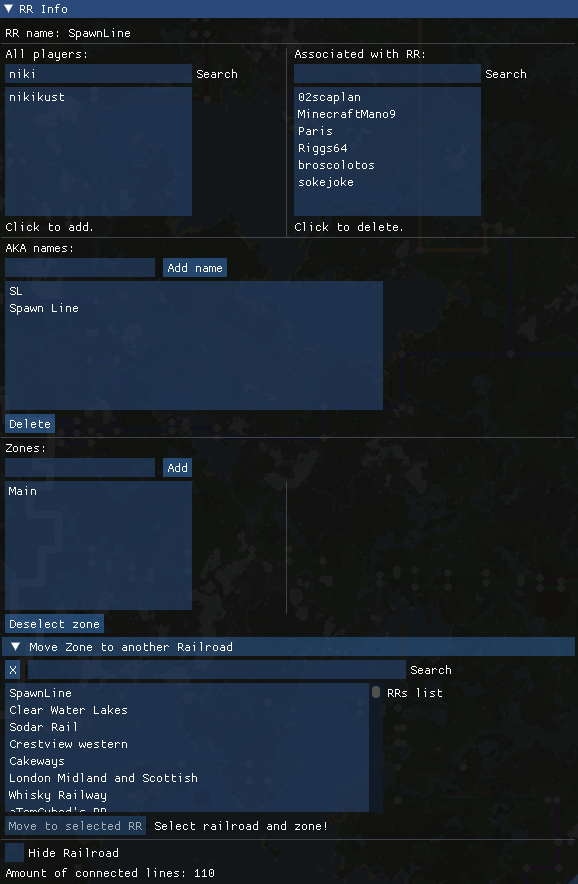 RR Info
RR name: SpawnLine
All players:
niki Search
nikikust
Click to add.
Associated with RR:
Search
02scaplan
MinecraftMano9
Paris
Riggs64
broscolotos
sokejoke
Click to delete.
AKA names:
Add name
SL
Spawn Line
Delete
Zones:
Add
Main
Deselect zone
Move Zone to another Railroad
X Search
SpawnLine
Clear Water Lakes
Sodar Rail
Crestview western
Cakeways
London Midland and Scottish
Whisky Railway
RRs list
Move to selected RR Select railroad and zone!
Hide Railroad
Amount of connected lines: 110